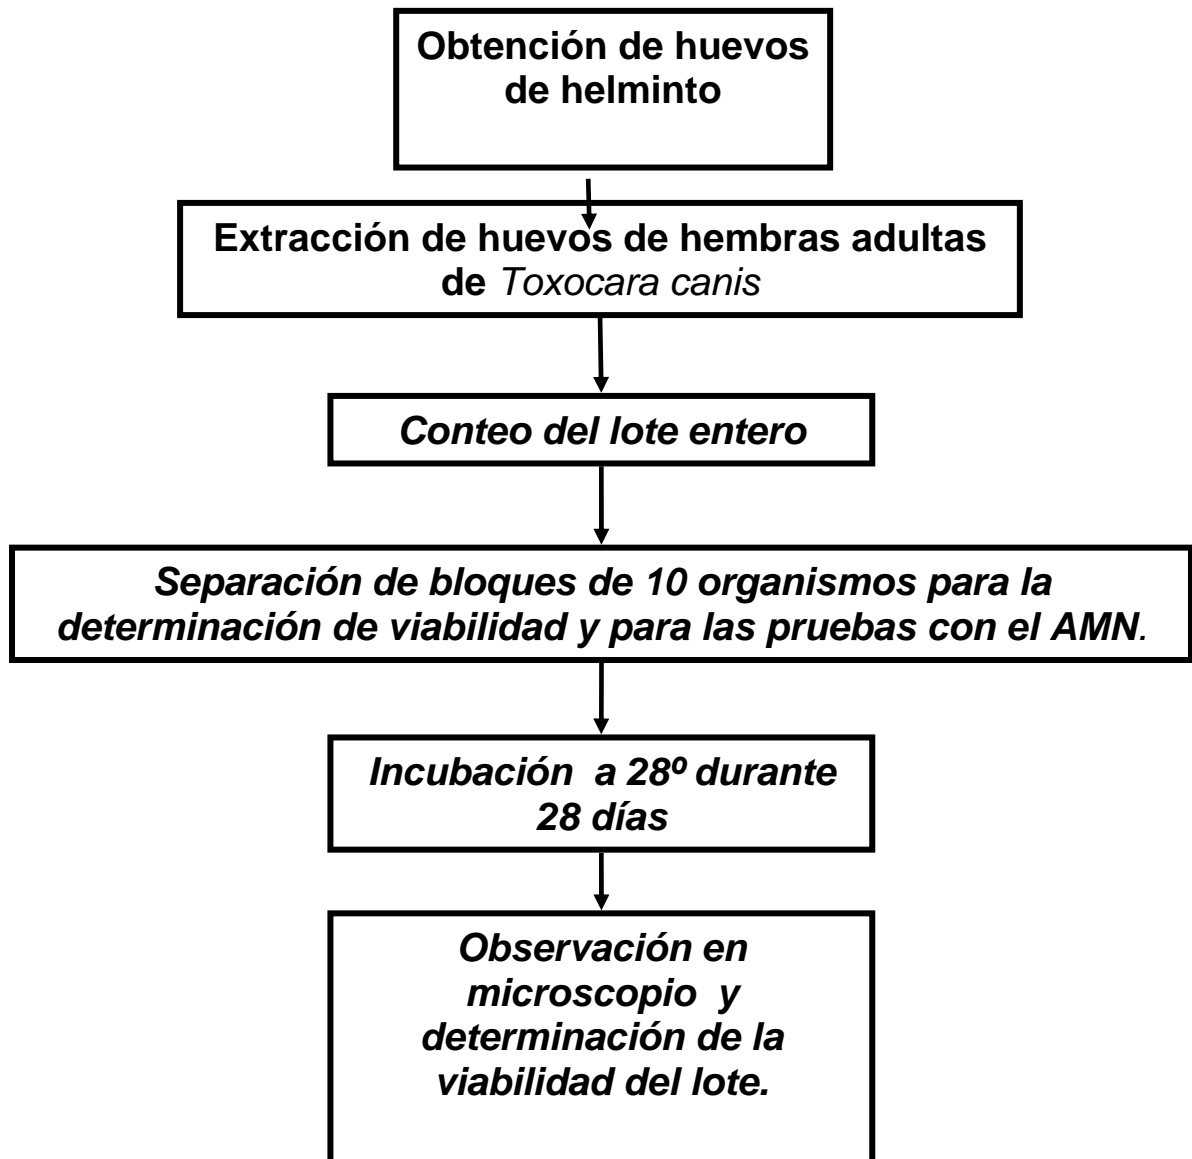 Obtención de huevos
de helminto
Extracción de huevos de hembras adultas
de Toxocara canis
Conteo del lote entero
Separación de bloques de 10 organismos para la
determinación de viabilidad y para las pruebas con el AMN.
Incubación a 28º durante
28 días
Observación en
microscopio y
determinación de la
viabilidad del lote.